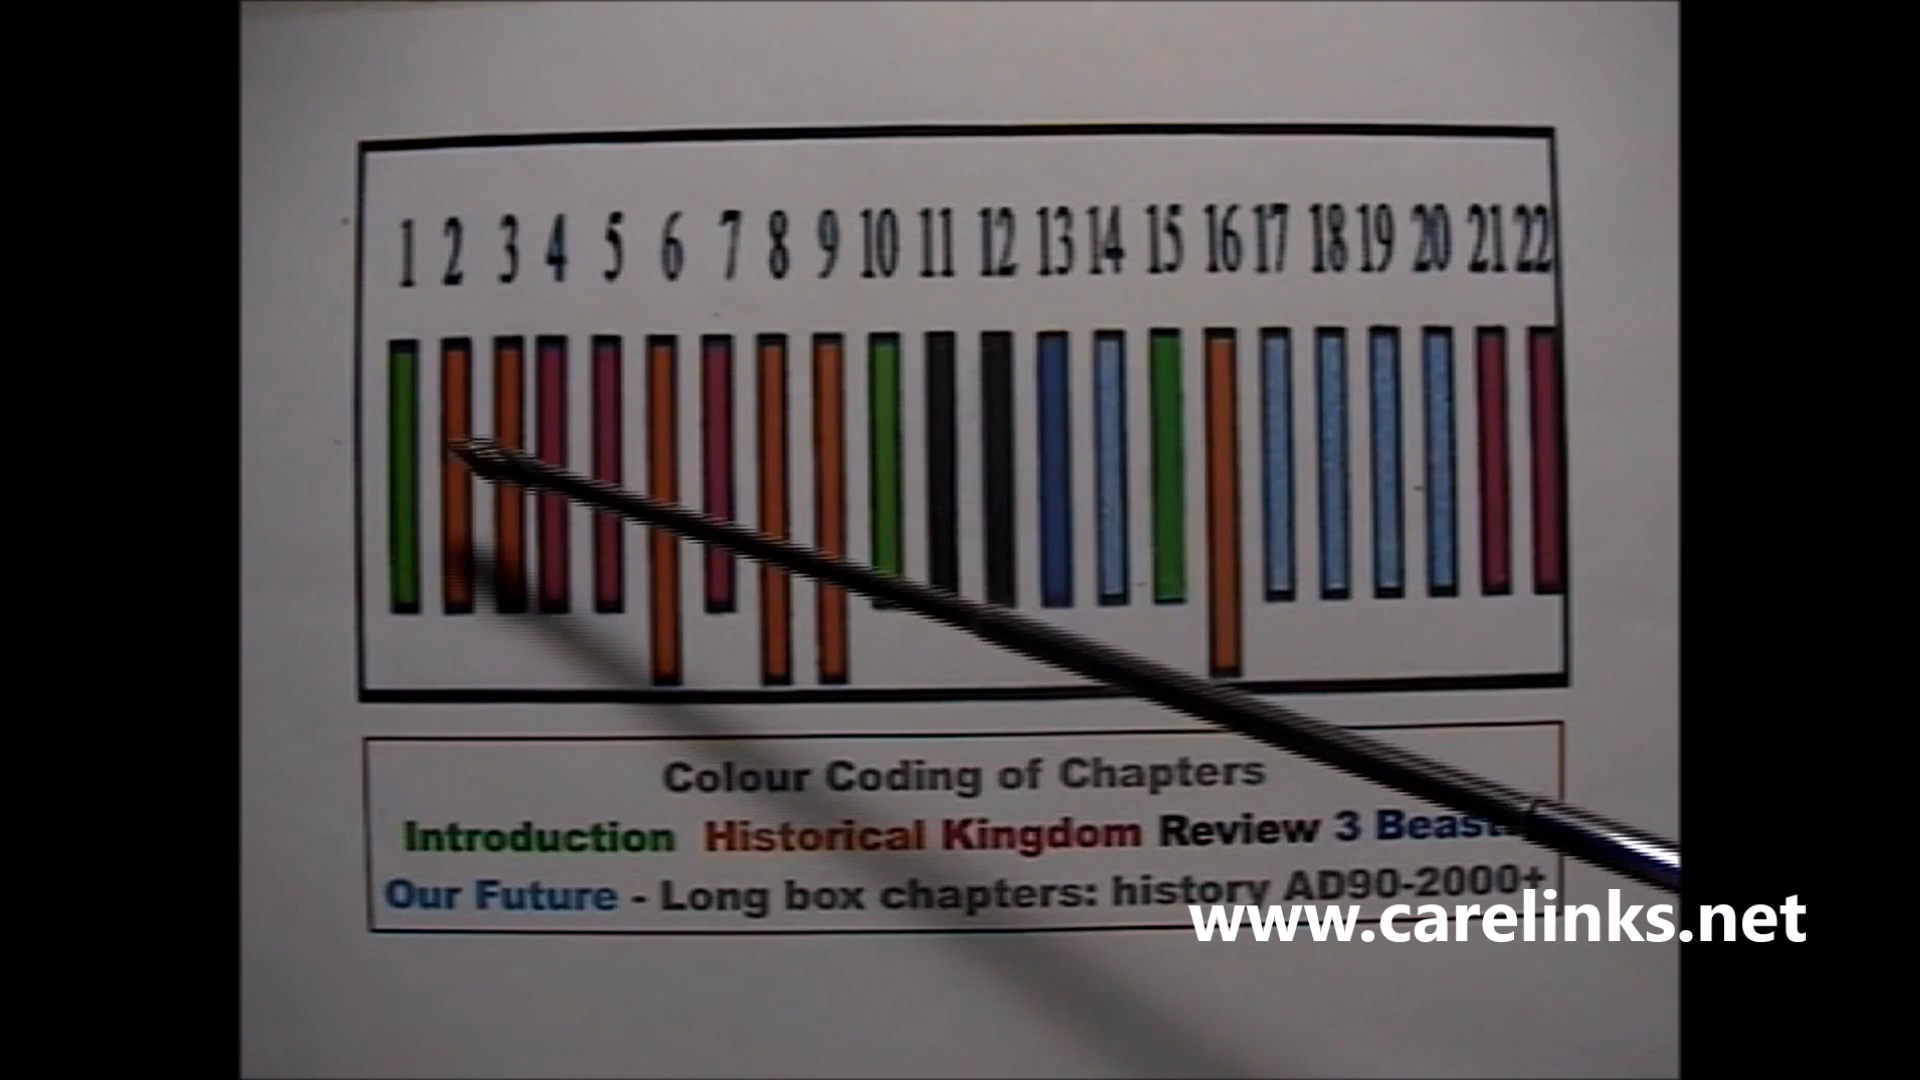 1 2 3 4 5 6 7 8 9 10 11 12 13 14 15 16 17 18 19 20 21 22
Colour Coding of Chapters
Introduction Historical Kingdom Review 3
Our Future - Long box chapters: history AD90-2000+
www.carelinks.net